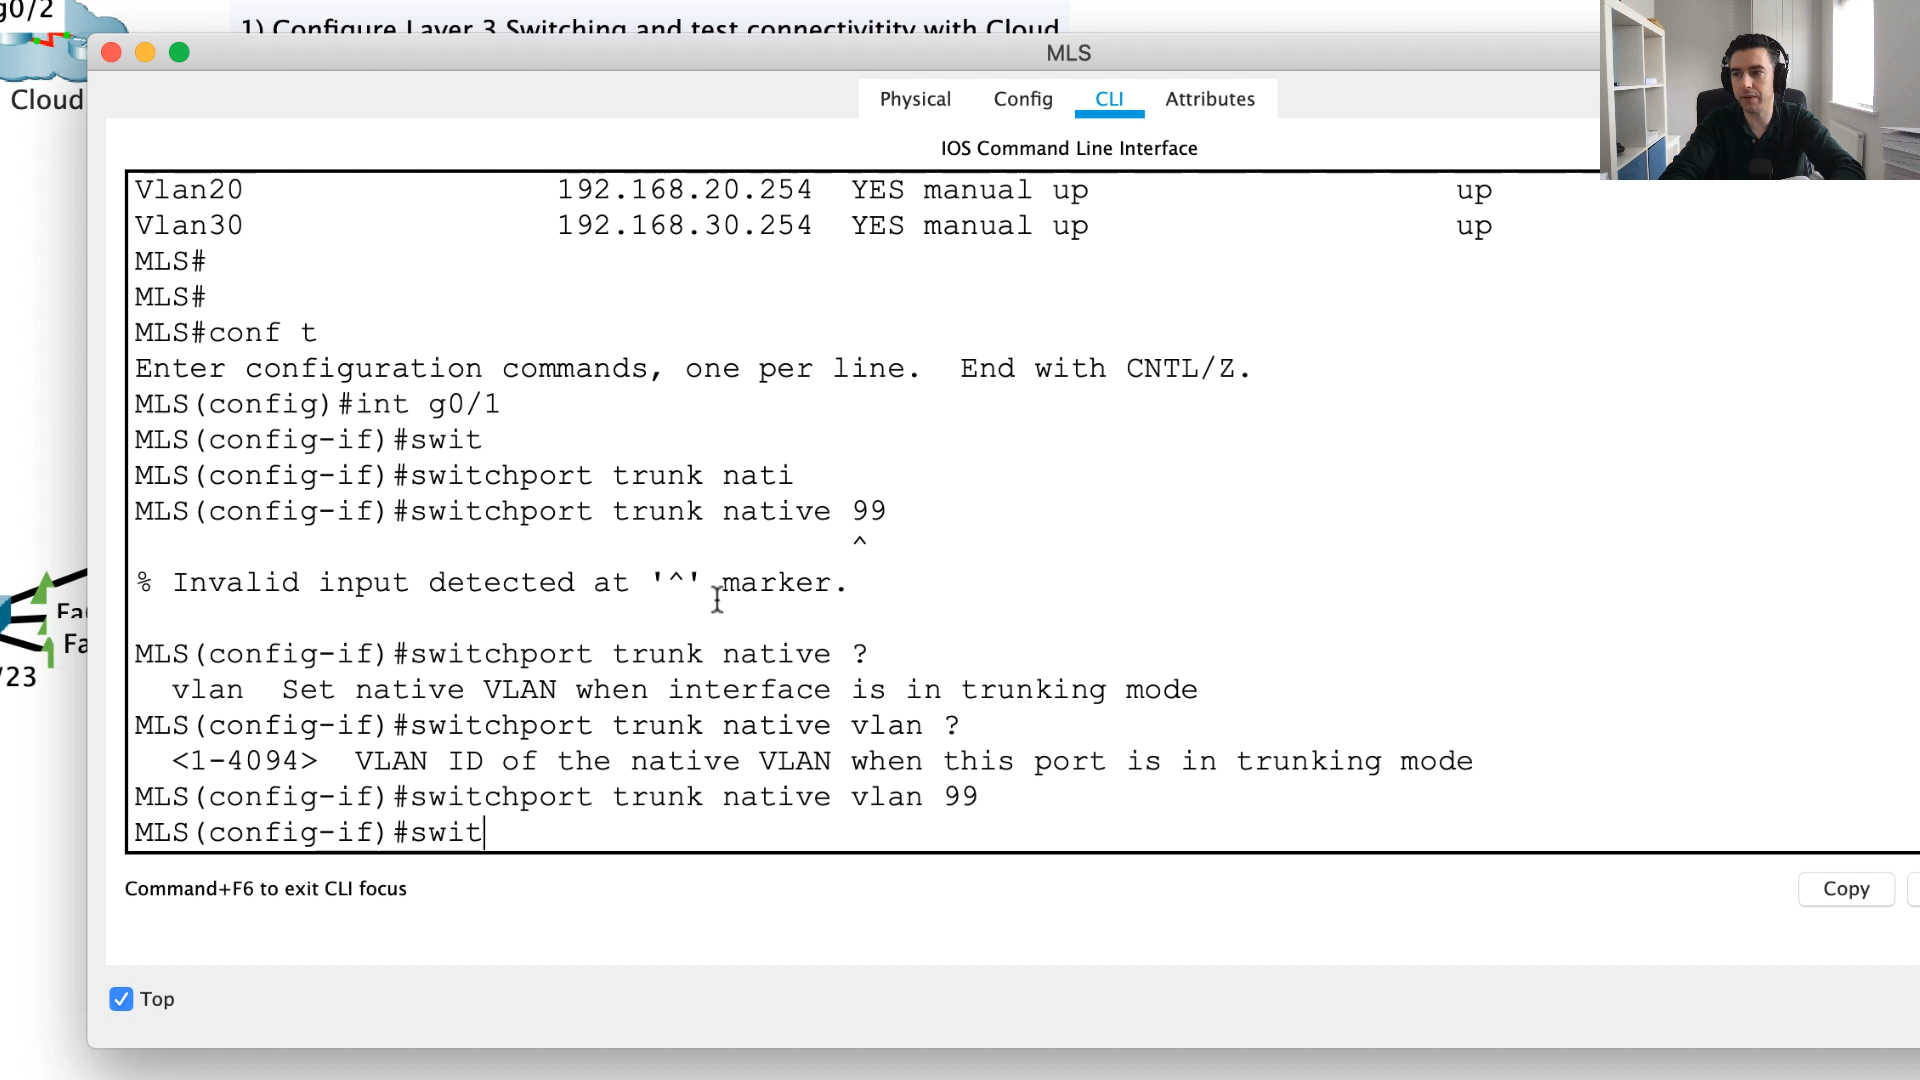 g0/2
1) Configure Layer 3 Switching and test connectivitity with Cloud
Cloud
MLS
Physical Config CLI Attributes
IOS Command Line Interface
Vlan20 192.168.20.254 YES manual up up
Vlan30 192.168.30.254 YES manual up up
MLS#
MLS#
MLS#conf t
Enter configuration commands, one per line. End with CNTL/Z.
MLS(config)#int g0/1
MLS(config-if)#swit
MLS(config-if)#switchport trunk nati
MLS(config-if)#switchport trunk native 99
^
% Invalid input detected at '^' marker.
MLS(config-if)#switchport trunk native ?
vlan Set native VLAN when interface is in trunking mode
MLS(config-if)#switchport trunk native vlan ?
<1-4094> VLAN ID of the native VLAN when this port is in trunking mode
MLS(config-if)#switchport trunk native vlan 99
MLS(config-if)#swit
Fa
Fa
/23
Command+F6 to exit CLI focus
Copy
Top